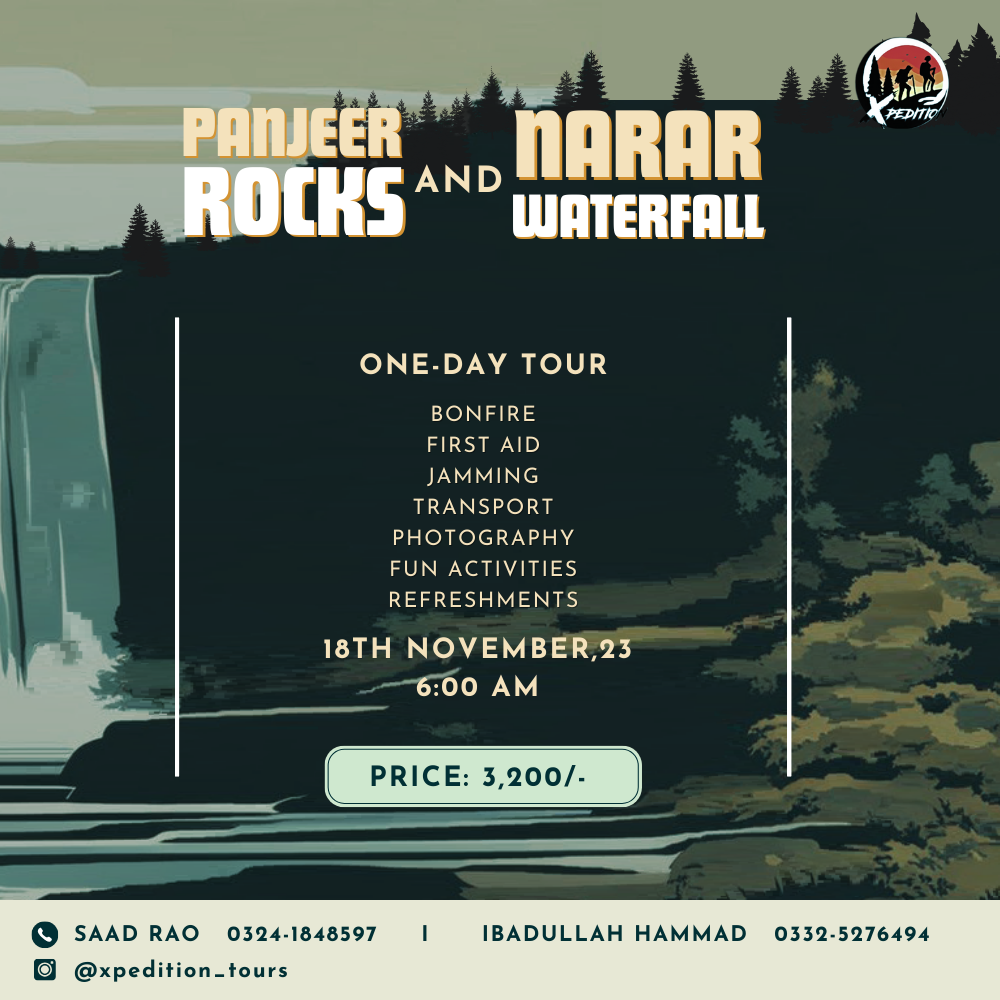 XPEDITION
PANJEER
ROCKS
AND
NARAR
WATERFALL
ONE-DAY TOUR
BONFIRE
FIRST AID
JAMMING
TRANSPORT
PHOTOGRAPHY
FUN ACTIVITIES
REFRESHMENTS
18TH NOVEMBER,23
6:00 AM
PRICE: 3,200/-
SAAD RAO 0324-1848597 I IBADULLAH HAMMAD 0332-5276494
@xpedition_tours